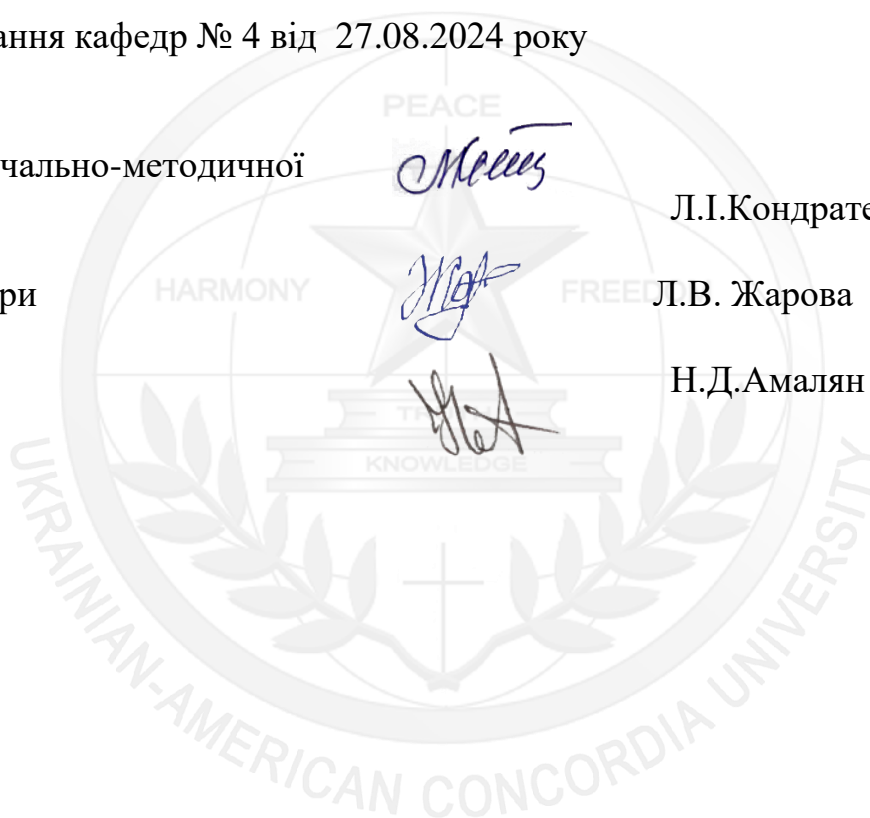 ання кафедр № 4 від 27.08.2024 року
PEACE
чально-методичної
Л.І.Кондрате
HARMONY
FREEDO
ри
Л.В. Жарова
Н.Д.Амалян
KNOWLEDGE
UKRAINIAN-AMERICAN CONCORDIA UNIVERSITY